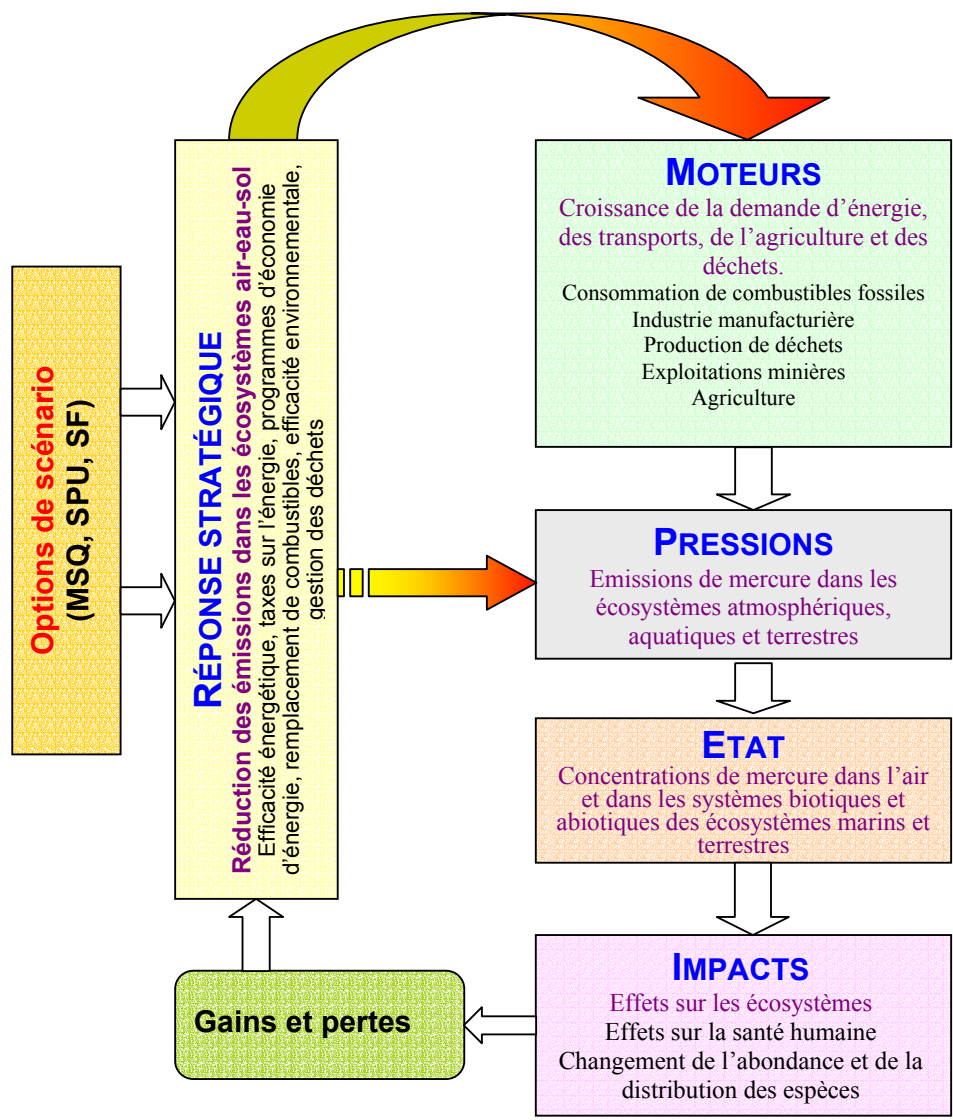 Options de scénario
(MSQ, SPU, SF)
RÉPONSE STRATÉGIQUE
Réduction des émissions dans les écosystèmes air-eau-sol
Efficacité énergétique, taxes sur l'énergie, programmes d'économie
d'énergie, remplacement de combustibles, efficacité environnementale,
gestion des déchets
MOTEURS
Croissance de la demande d'énergie,
des transports, de l'agriculture et des
déchets.
Consommation de combustibles fossiles
Industrie manufacturière
Production de déchets
Exploitations minières
Agriculture
PRESSIONS
Emissions de mercure dans les
écosystèmes atmosphériques,
aquatiques et terrestres
ETAT
Concentrations de mercure dans l'air
et dans les systèmes biotiques et
abiotiques des écosystèmes marins et
terrestres
IMPACTS
Effets sur les écosystèmes
Effets sur la santé humaine
Changement de l'abondance et de la
distribution des espèces
Gains et pertes